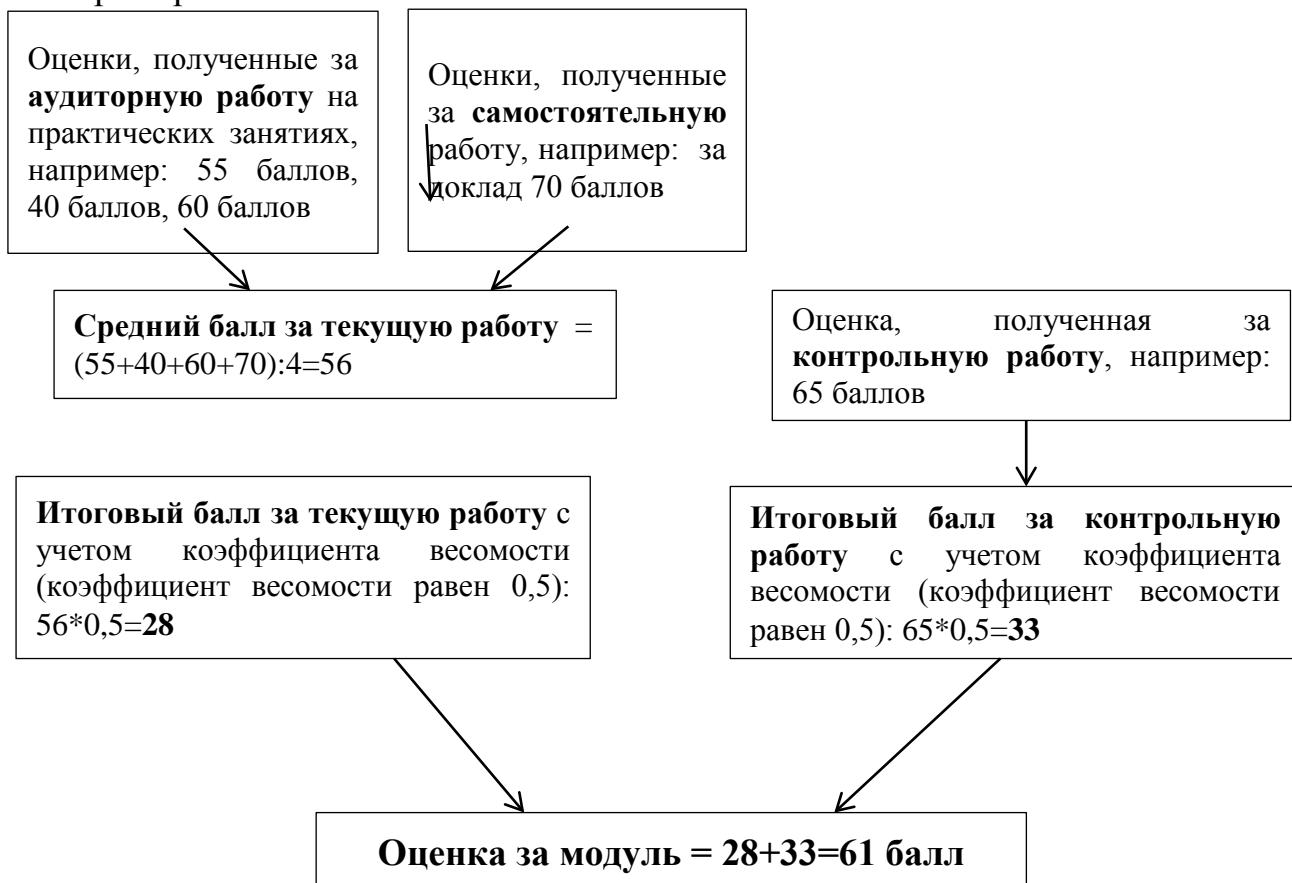 Оценки, полученные за
аудиторную работу на
практических занятиях,
например: 55 баллов,
40 баллов, 60 баллов
Оценки, полученные
за самостоятельную
работу, например: за
доклад 70 баллов
Средний балл за текущую работу =
(55+40+60+70):4=56
Оценка, полученная за
контрольную работу, например:
65 баллов
Итоговый балл за текущую работу с
учетом коэффициента весомости
(коэффициент весомости равен 0,5):
56*0,5=28
Итоговый балл за контрольную
работу с учетом коэффициента
весомости (коэффициент весомости
равен 0,5): 65*0,5=33
Оценка за модуль = 28+33=61 балл